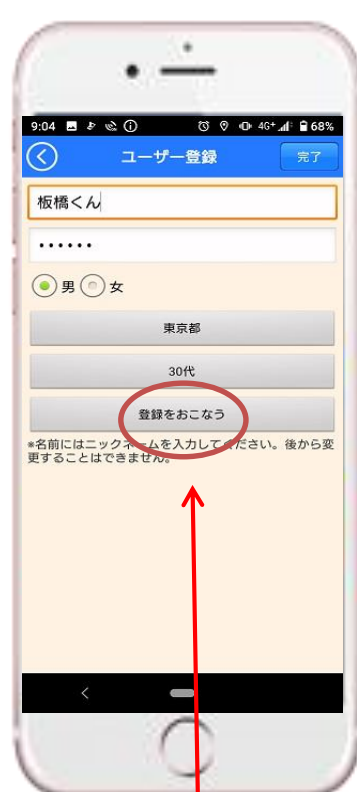 9:04 4G+ 68%
ユーザー登録 完了
板橋くん
••••••
男 女
東京都
30代
登録をおこなう
*名前にはニックネームを入力してください。後から変
更することはできません。